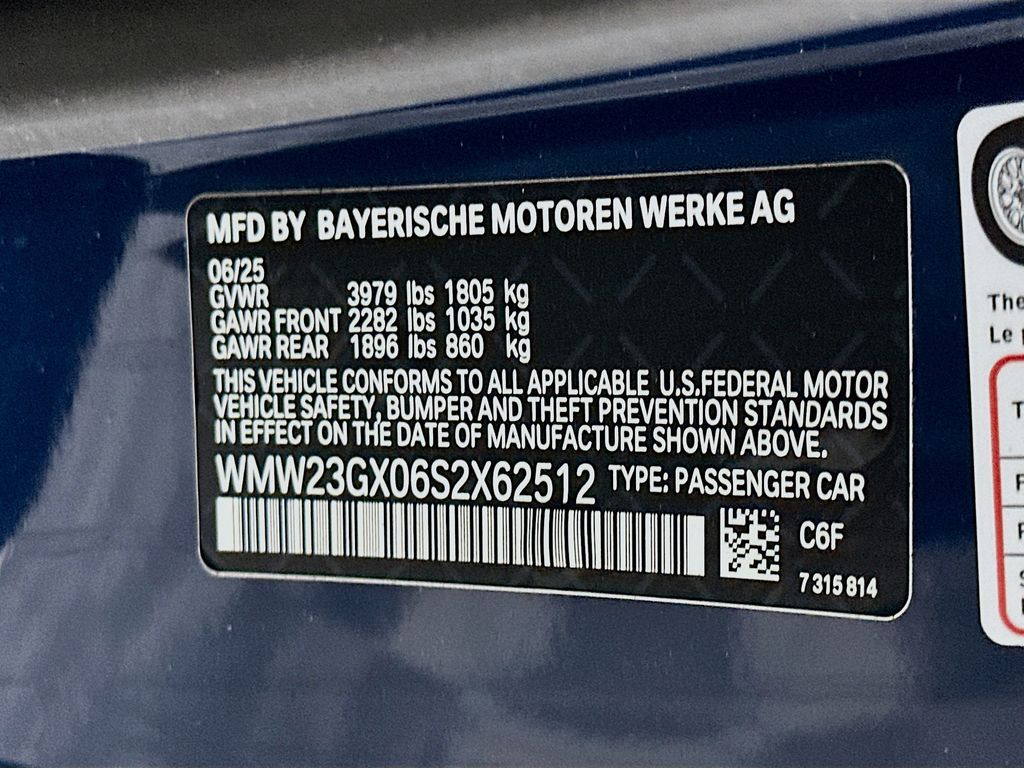 MFD BY BAYERISCHE MOTOREN WERKE AG
06/25
GVWR 3979 lbs 1805 kg
GAWR FRONT 2282 lbs 1035 kg
GAWR REAR 1896 lbs 860 kg
THIS VEHICLE CONFORMS TO ALL APPLICABLE U.S.FEDERAL MOTOR
VEHICLE SAFETY, BUMPER AND THEFT PREVENTION STANDARDS
IN EFFECT ON THE DATE OF MANUFACTURE SHOWN ABOVE.
WMW23GX06S2X62512 TYPE: PASSENGER CAR
C6F
7 315 814
The
Le